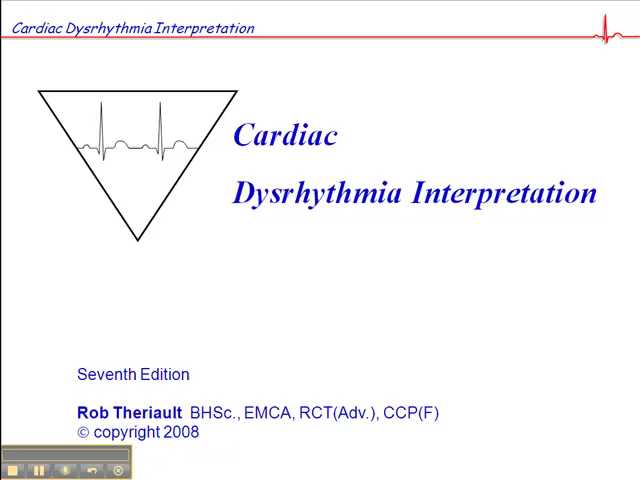 Cardiac Dysrhythmia Interpretation
Cardiac
Dysrhythmia Interpretation
Seventh Edition
Rob Theriault BHSc., EMCA, RCT(Adv.), CCP(F)
© copyright 2008